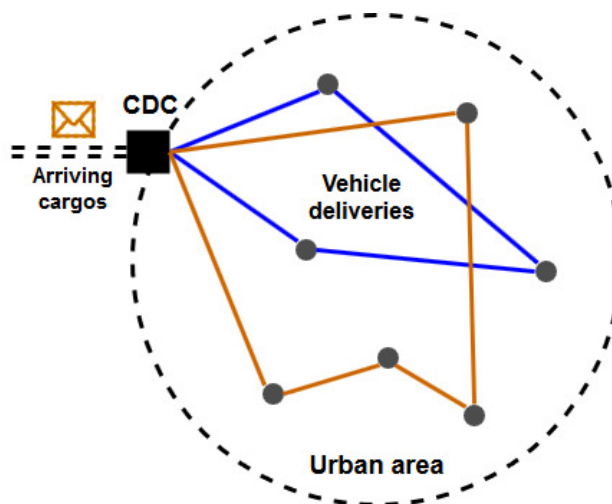 CDC
Arriving
cargos
Vehicle
deliveries
Urban area